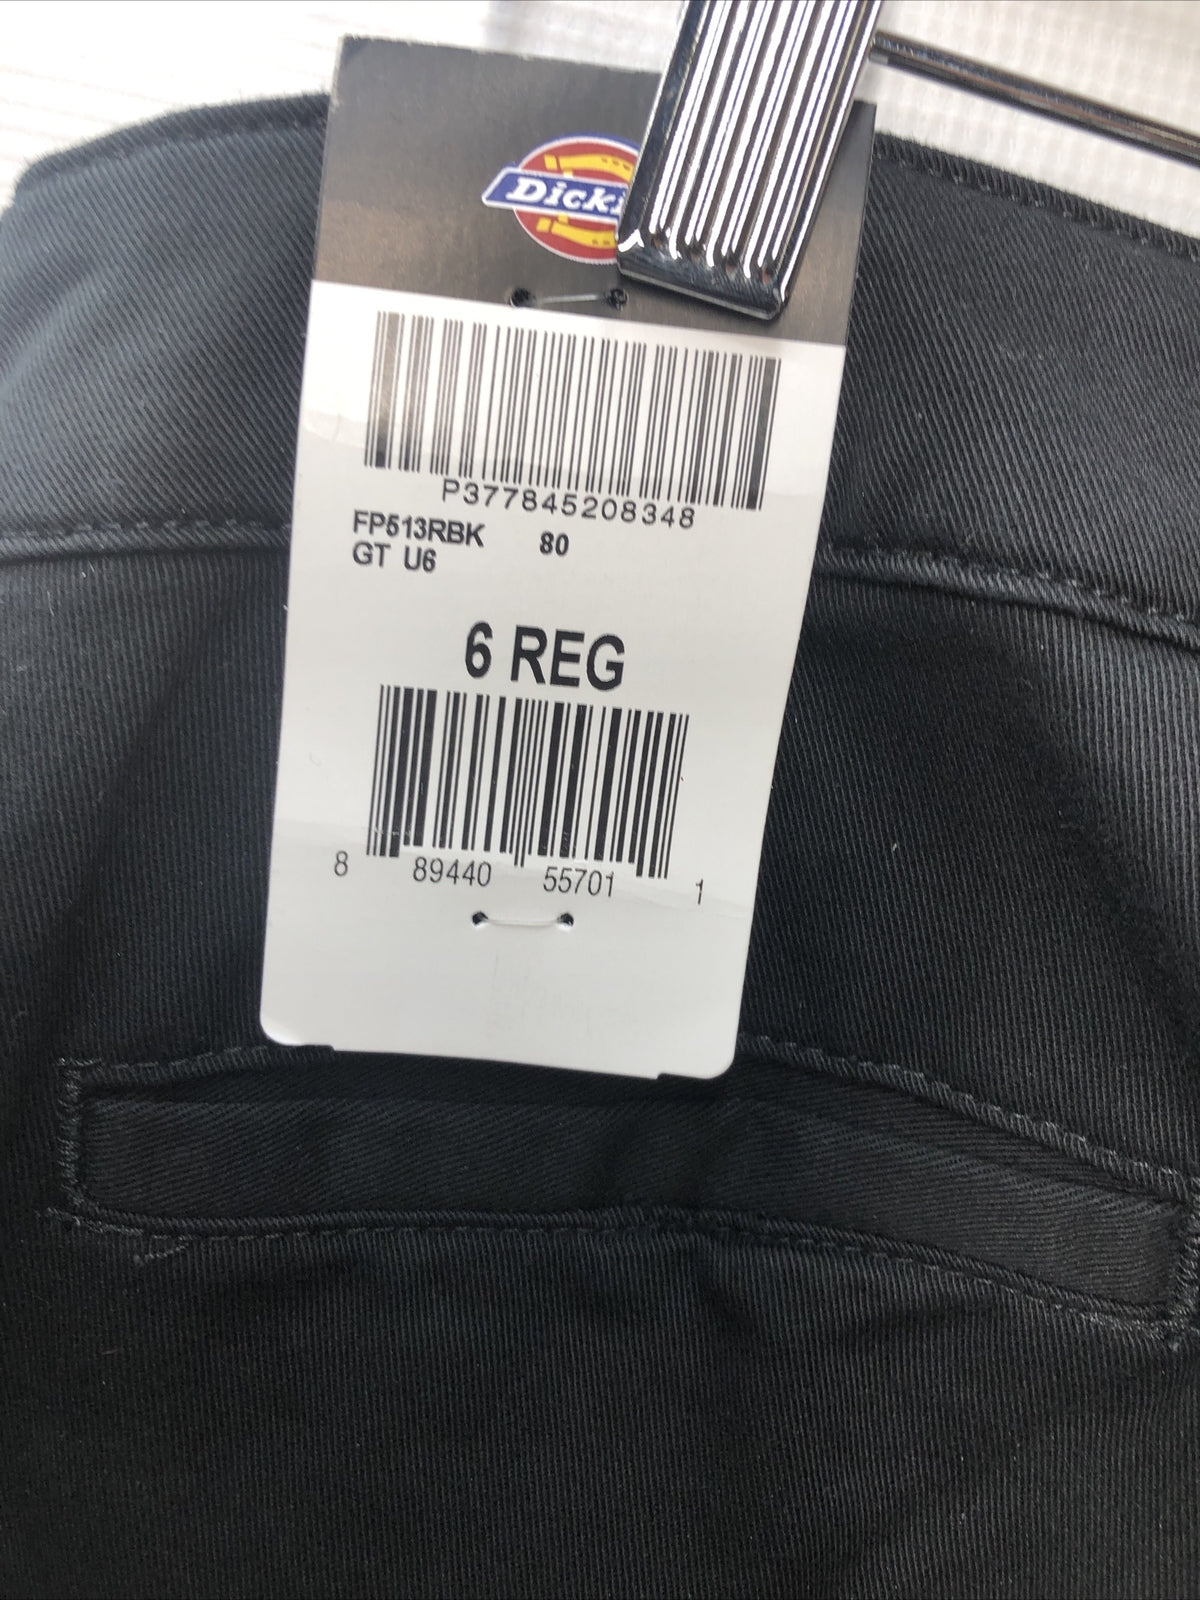 Dicki
P377845208348
FP513RBK 80
GT U6
6 REG
8 89440 55701 1